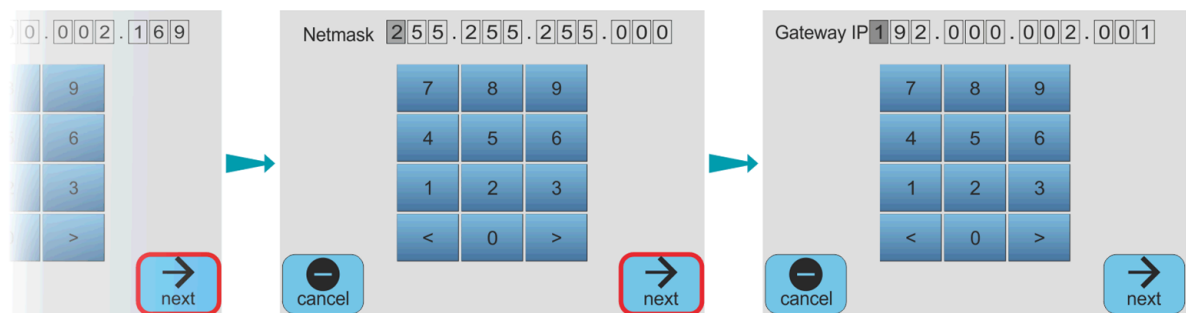 0.002.169
9
6
3
>
next
Netmask 255.255.255.000
7 8 9
4 5 6
1 2 3
< 0 >
cancel next
Gateway IP 192.000.002.001
7 8 9
4 5 6
1 2 3
< 0 >
cancel next